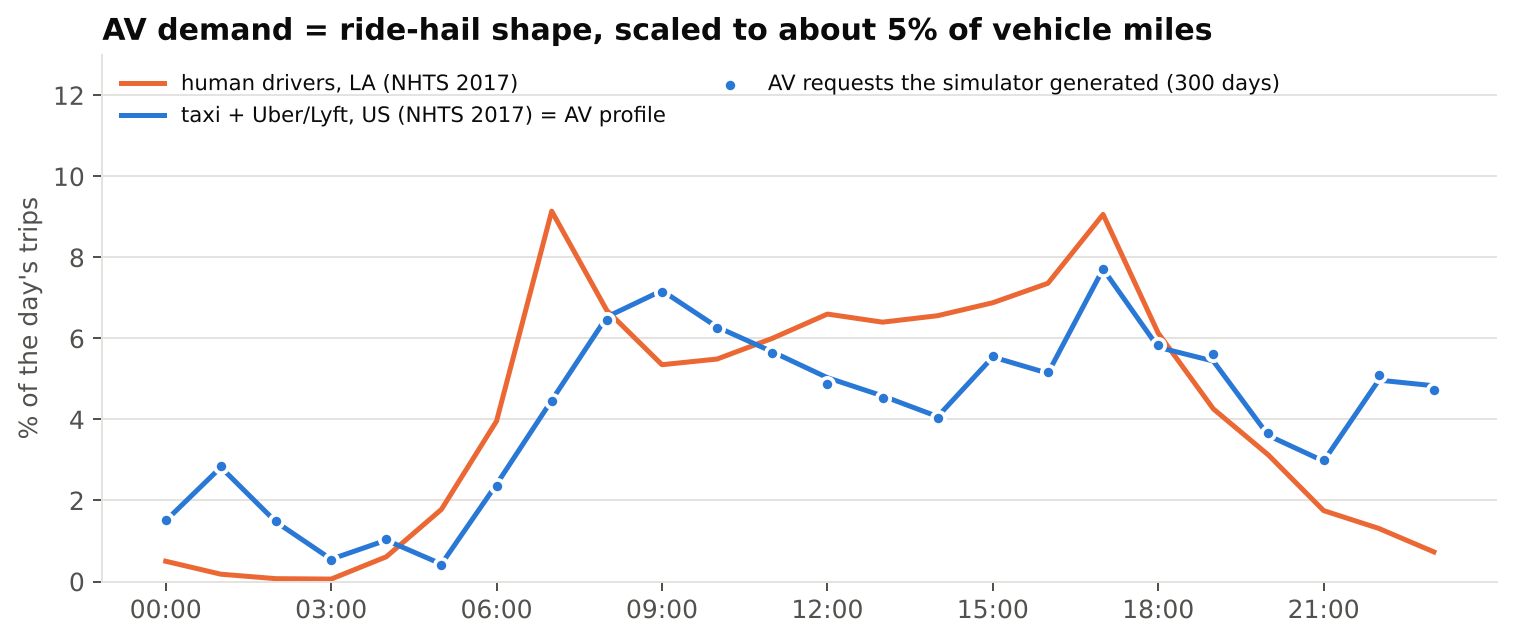 AV demand = ride-hail shape, scaled to about 5% of vehicle miles
human drivers, LA (NHTS 2017)
taxi + Uber/Lyft, US (NHTS 2017) = AV profile
AV requests the simulator generated (300 days)
% of the day's trips
12
10
8
6
4
2
0
00:00 03:00 06:00 09:00 12:00 15:00 18:00 21:00